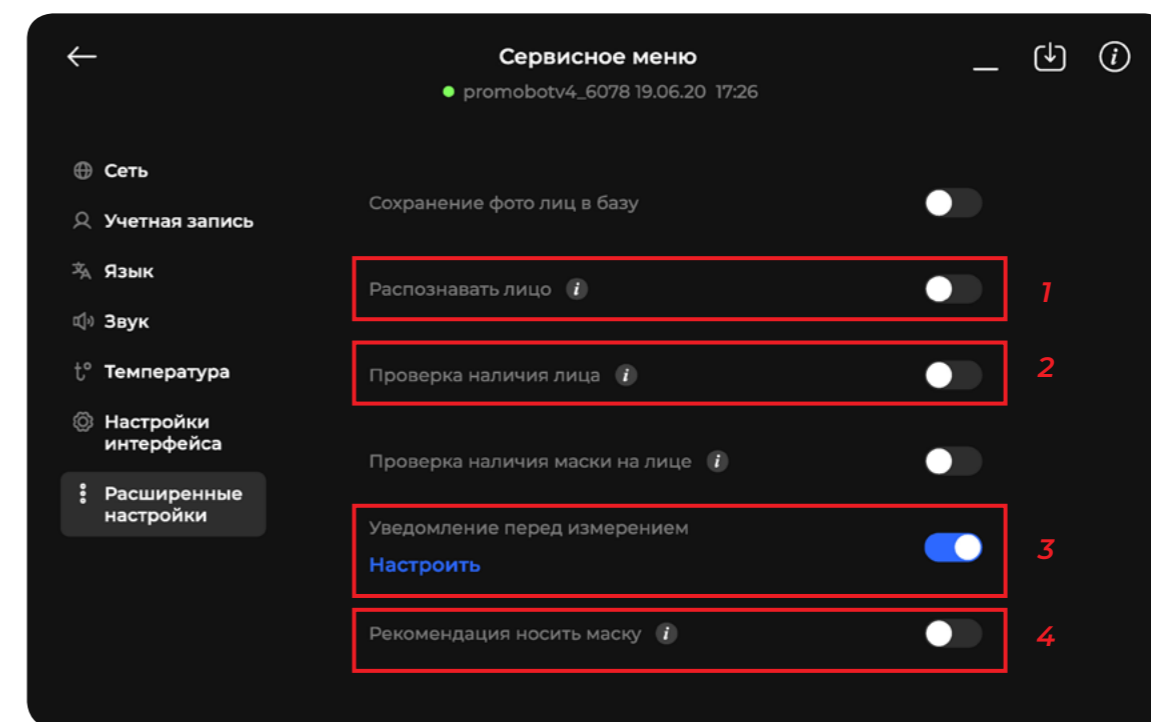 Сервисное меню
promobotv4_6078 19.06.20 17:26
Сеть
Учетная запись
Язык
Звук
t° Температура
Настройки
интерфейса
Расширенные
настройки
Сохранение фото лиц в базу
Распознавать лицо i
1
Проверка наличия лица i
2
Проверка наличия маски на лице i
Уведомление перед измерением
Настроить
3
Рекомендация носить маску i
4